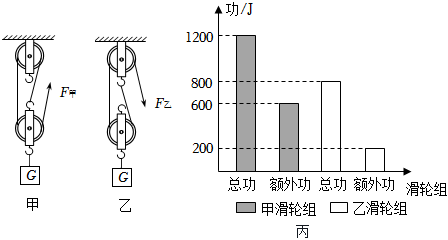 F甲
G
甲
F乙
G
乙
功/J
1200
800
600
200
总功 额外功 总功 额外功
滑轮组
甲滑轮组 乙滑轮组
丙